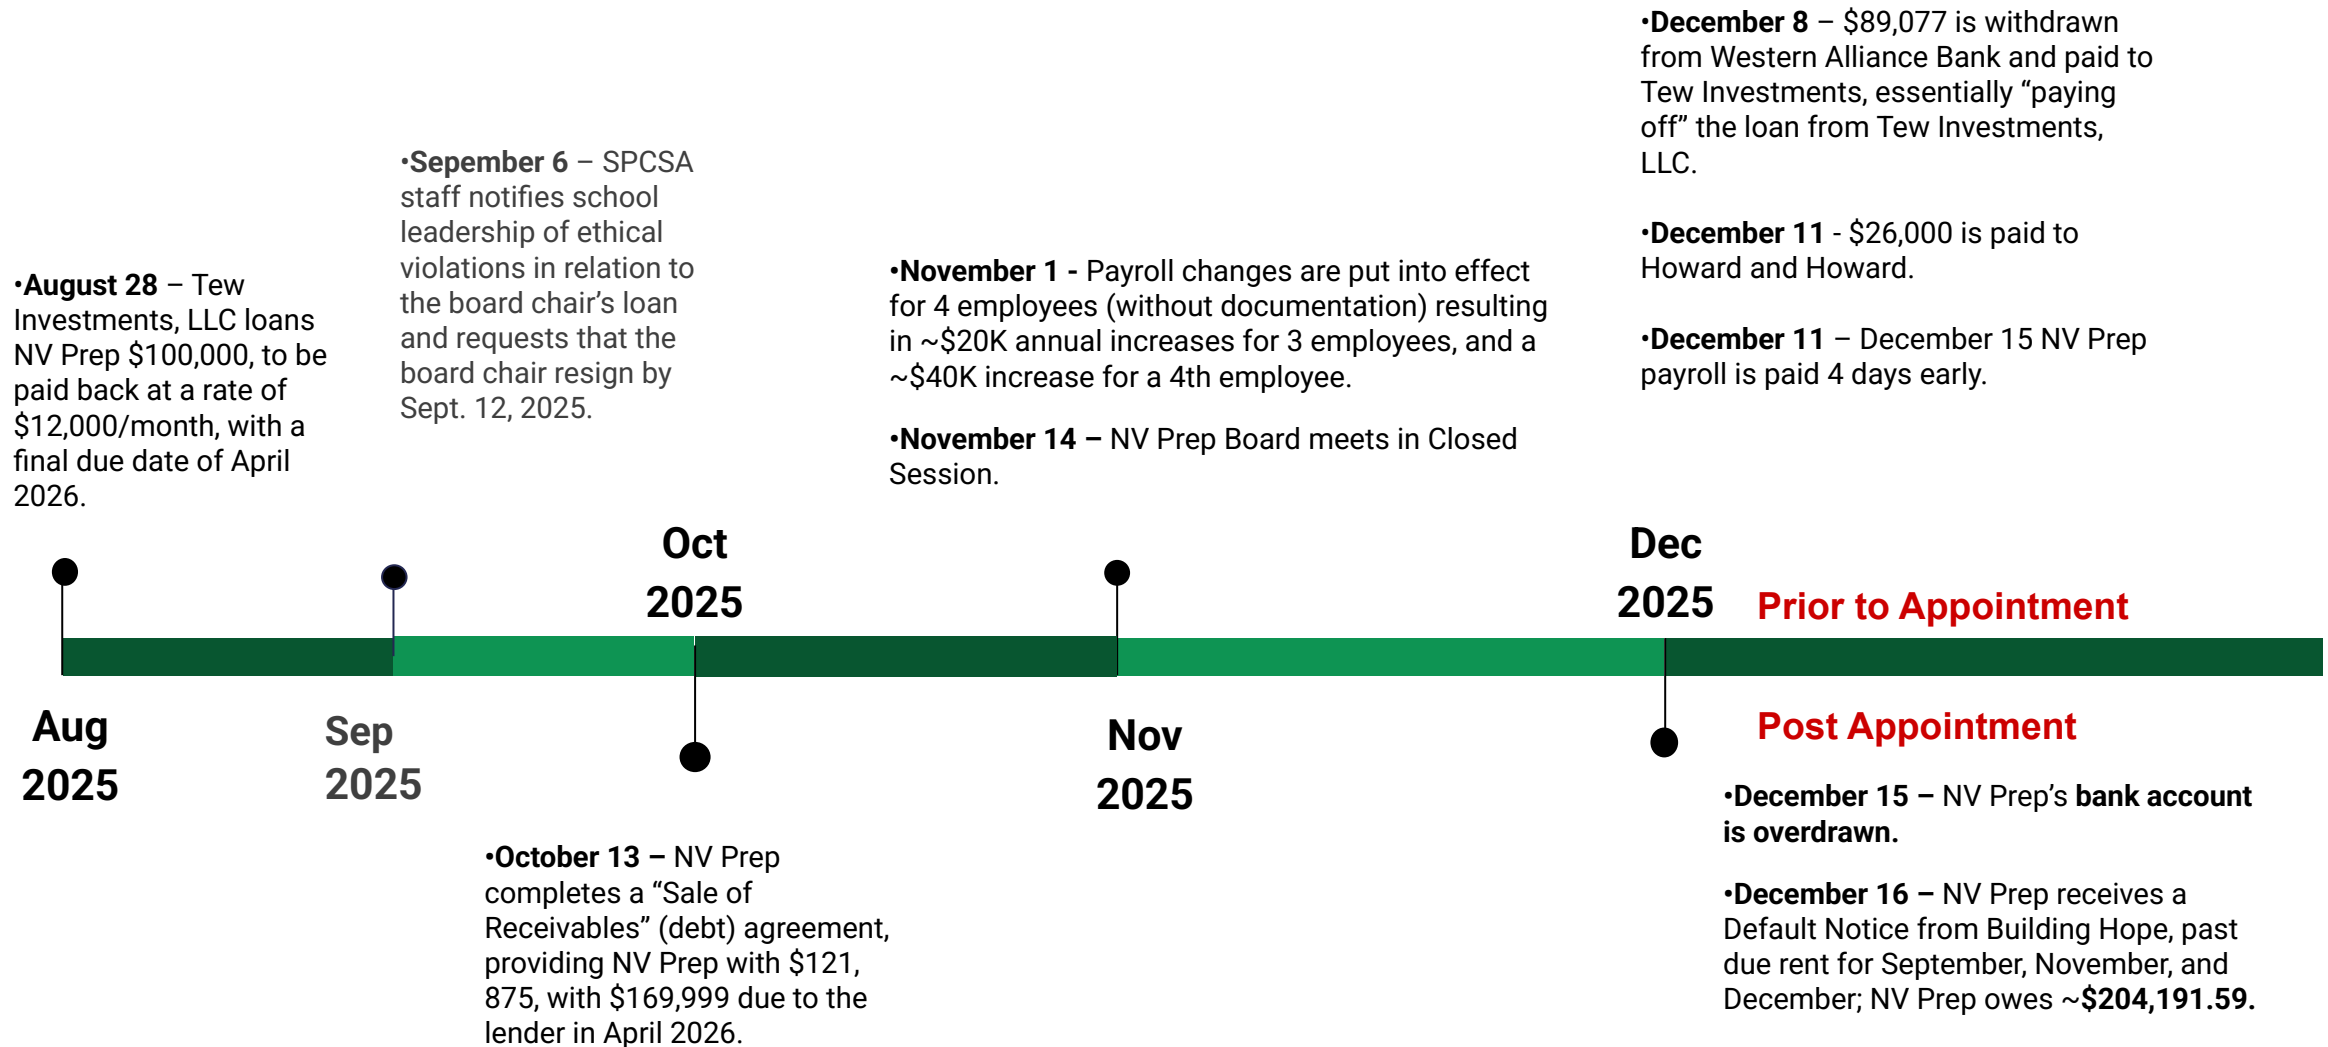 •August 28 – Tew
Investments, LLC loans
NV Prep $100,000, to be
paid back at a rate of
$12,000/month, with a
final due date of April
2026.
•Sepember 6 – SPCSA
staff notifies school
leadership of ethical
violations in relation to
the board chair’s loan
and requests that the
board chair resign by
Sept. 12, 2025.
•November 1 - Payroll changes are put into effect
for 4 employees (without documentation) resulting
in ~$20K annual increases for 3 employees, and a
~$40K increase for a 4th employee.
•November 14 – NV Prep Board meets in Closed
Session.
•December 8 – $89,077 is withdrawn
from Western Alliance Bank and paid to
Tew Investments, essentially “paying
off” the loan from Tew Investments,
LLC.
•December 11 - $26,000 is paid to
Howard and Howard.
•December 11 – December 15 NV Prep
payroll is paid 4 days early.
Oct
2025
Dec
2025
Prior to Appointment
Aug
2025
Sep
2025
Nov
2025
Post Appointment
•October 13 – NV Prep
completes a “Sale of
Receivables” (debt) agreement,
providing NV Prep with $121,
875, with $169,999 due to the
lender in April 2026.
•December 15 – NV Prep’s bank account
is overdrawn.
•December 16 – NV Prep receives a
Default Notice from Building Hope, past
due rent for September, November, and
December; NV Prep owes ~$204,191.59.